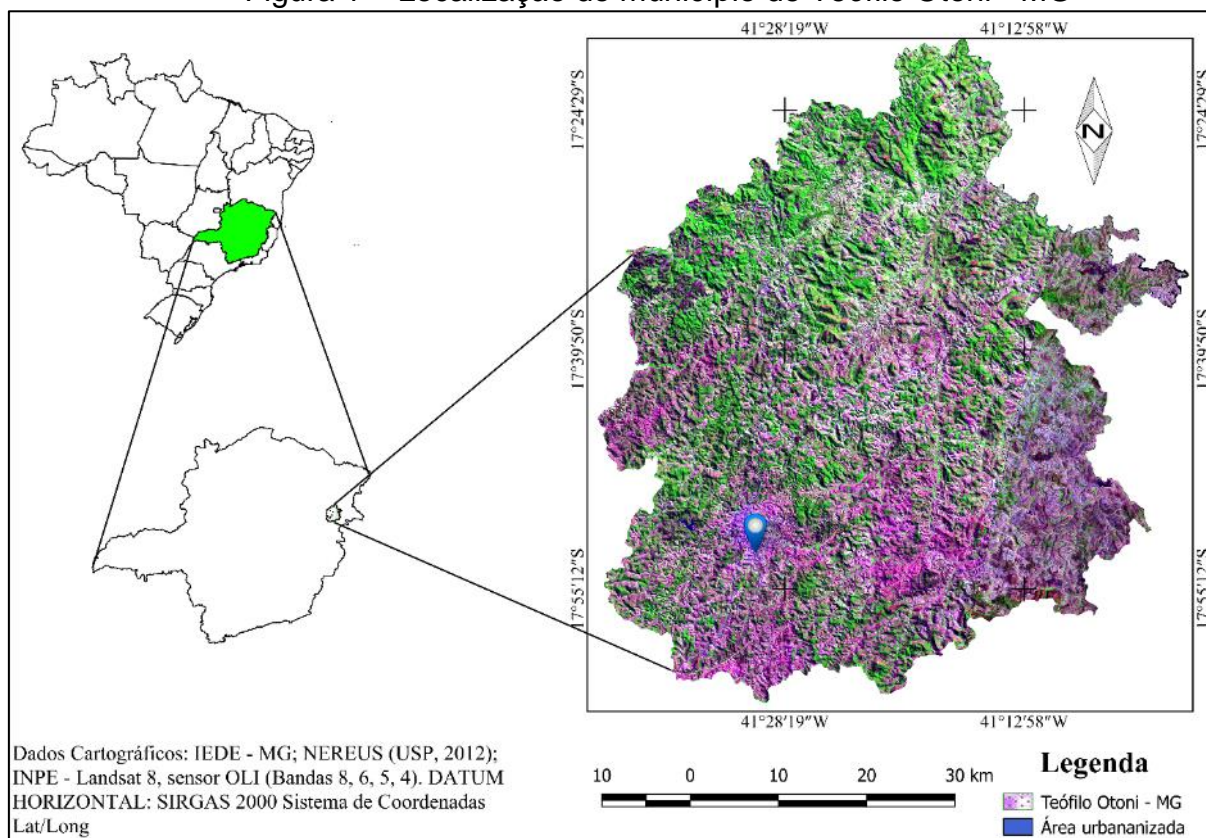 41°28'19"W 41°12'58"W
17°24'29"S 17°24'29"S
N
17°39'50"S 17°39'50"S
17°55'12"S 17°55'12"S
41°28'19"W 41°12'58"W
Dados Cartográficos: IEDE - MG; NEREUS (USP, 2012);
INPE - Landsat 8, sensor OLI (Bandas 8, 6, 5, 4). DATUM
HORIZONTAL: SIRGAS 2000 Sistema de Coordenadas
Lat/Long
10 0 10 20 30 km
Legenda
Teófilo Otoni - MG
Área urbananizada